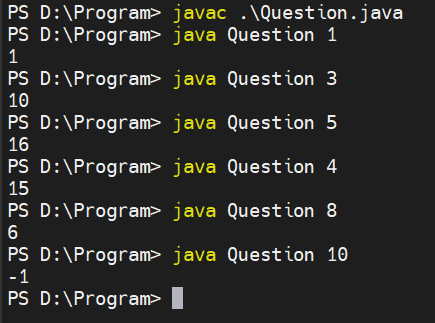 PS D:\Program> javac .\Question.java
PS D:\Program> java Question 1
1
PS D:\Program> java Question 3
10
PS D:\Program> java Question 5
16
PS D:\Program> java Question 4
15
PS D:\Program> java Question 8
6
PS D:\Program> java Question 10
-1
PS D:\Program>